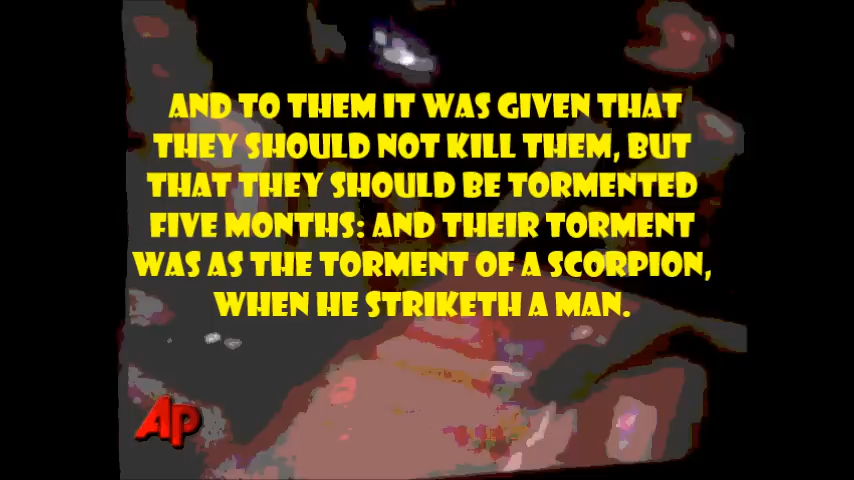 AND TO THEM IT WAS GIVEN THAT
THEY SHOULD NOT KILL THEM, BUT
THAT THEY SHOULD BE TORMENTED
FIVE MONTHS: AND THEIR TORMENT
WAS AS THE TORMENT OF A SCORPION,
WHEN HE STRIKETH A MAN.
AP